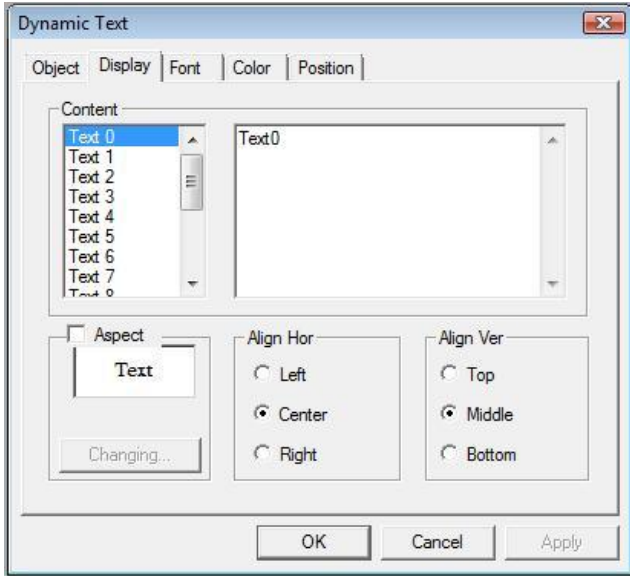 Dynamic Text
Object Display Font Color Position
Content
Text 0
Text 1
Text 2
Text 3
Text 4
Text 5
Text 6
Text 7
Text 8
Text0
Aspect
Text
Changing...
Align Hor
Left
Center
Right
Align Ver
Top
Middle
Bottom
OK Cancel Apply